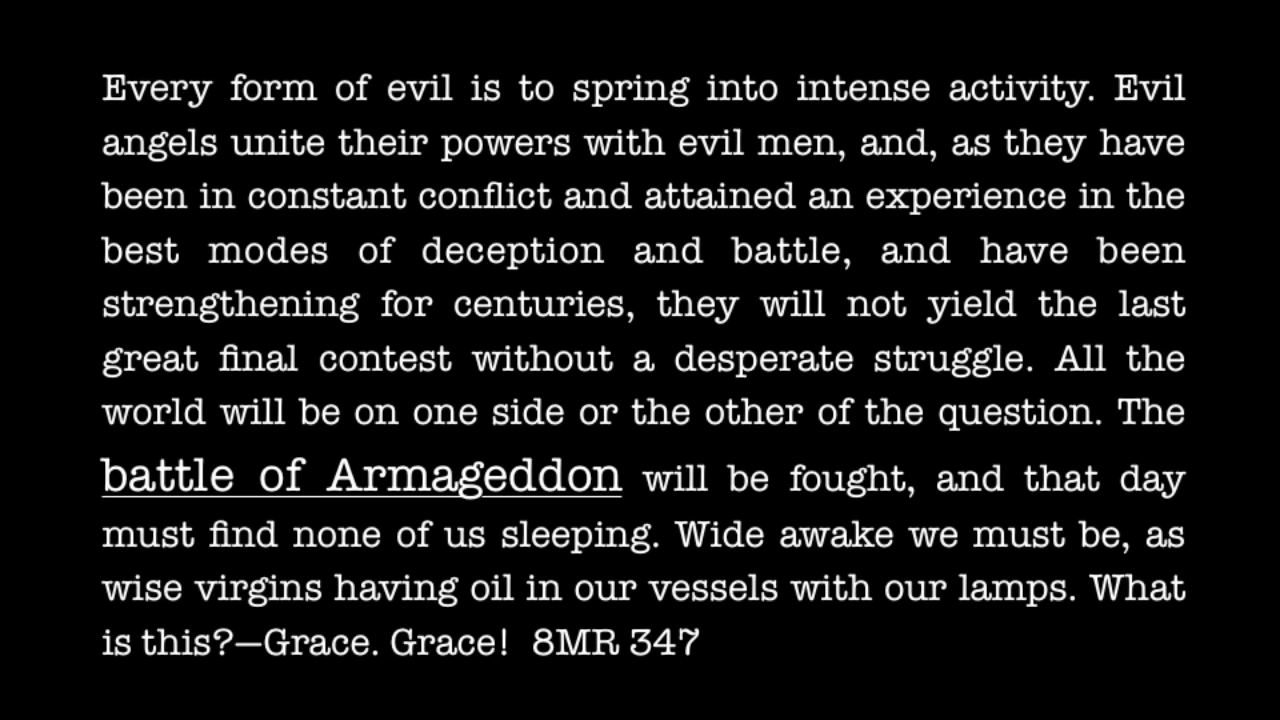 Every form of evil is to spring into intense activity. Evil
angels unite their powers with evil men, and, as they have
been in constant conflict and attained an experience in the
best modes of deception and battle, and have been
strengthening for centuries, they will not yield the last
great final contest without a desperate struggle. All the
world will be on one side or the other of the question. The
battle of Armageddon will be fought, and that day
must find none of us sleeping. Wide awake we must be, as
wise virgins having oil in our vessels with our lamps. What
is this?—Grace. Grace! 8MR 347